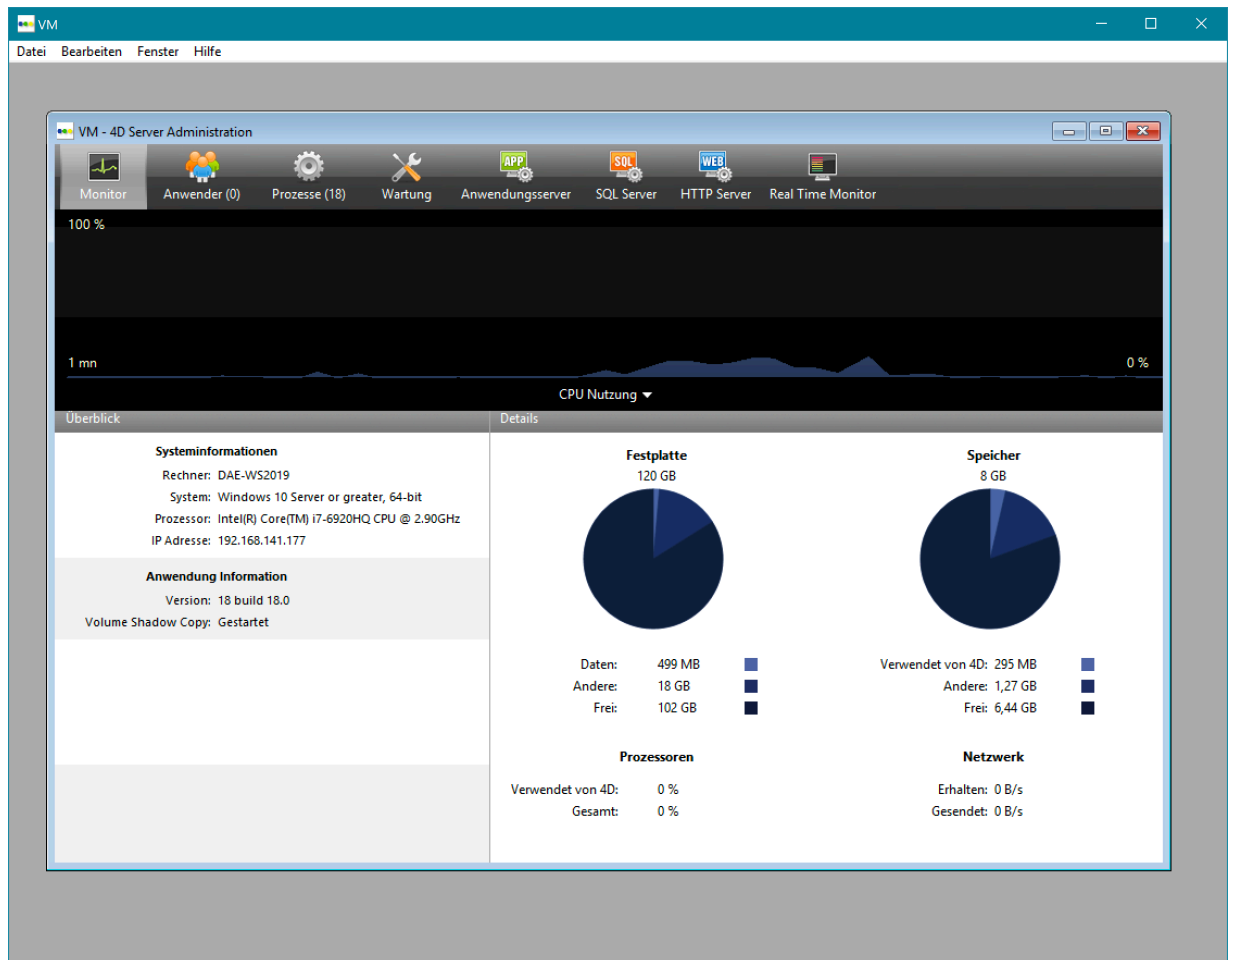 VM
Datei Bearbeiten Fenster Hilfe
VM - 4D Server Administration
APP SQL WEB
Monitor Anwender (0) Prozesse (18) Wartung Anwendungsserver SQL Server HTTP Server Real Time Monitor
100 %
1 mn 0 %
CPU Nutzung
Überblick Details
Systeminformationen
Rechner: DAE-WS2019
System: Windows 10 Server or greater, 64-bit
Prozessor: Intel(R) Core(TM) i7-6920HQ CPU @ 2.90GHz
IP Adresse: 192.168.141.177
Anwendung Information
Version: 18 build 18.0
Volume Shadow Copy: Gestartet
Festplatte
120 GB
Daten: 499 MB
Andere: 18 GB
Frei: 102 GB
Speicher
8 GB
Verwendet von 4D: 295 MB
Andere: 1,27 GB
Frei: 6,44 GB
Prozessoren
Verwendet von 4D: 0 %
Gesamt: 0 %
Netzwerk
Erhalten: 0 B/s
Gesendet: 0 B/s